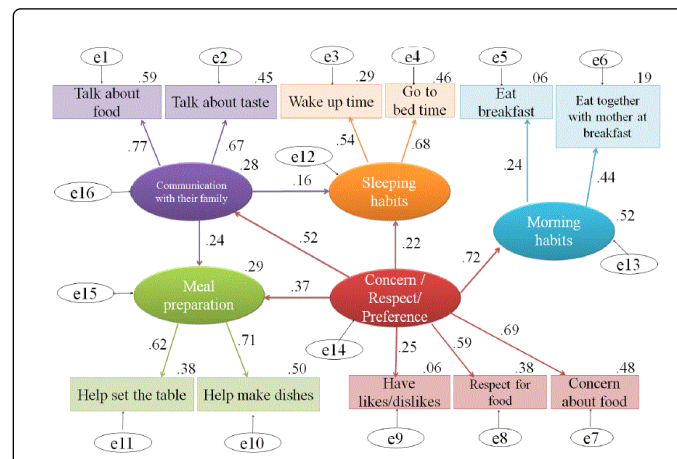 e1
e2
e3
e4
e5
e6
.59
.45
.29
.46
.06
.19
Talk about
food
Talk about taste
Wake up time
Go to
bed time
Eat
breakfast
Eat together
with mother at
breakfast
.77
.67
.54
.68
.24
.44
.28
e12
e16
Communication
with their family
.16
Sleeping
habits
.52
Morning
habits
e13
.24
.52
.22
.72
.29
e15
Meal
preparation
.37
Concern /
Respect/
Preference
e14
.62
.71
.25
.59
.69
.38
.50
.06
.38
.48
Help set the table
Help make dishes
Have
likes/dislikes
Respect for
food
Concern
about food
e11
e10
e9
e8
e7